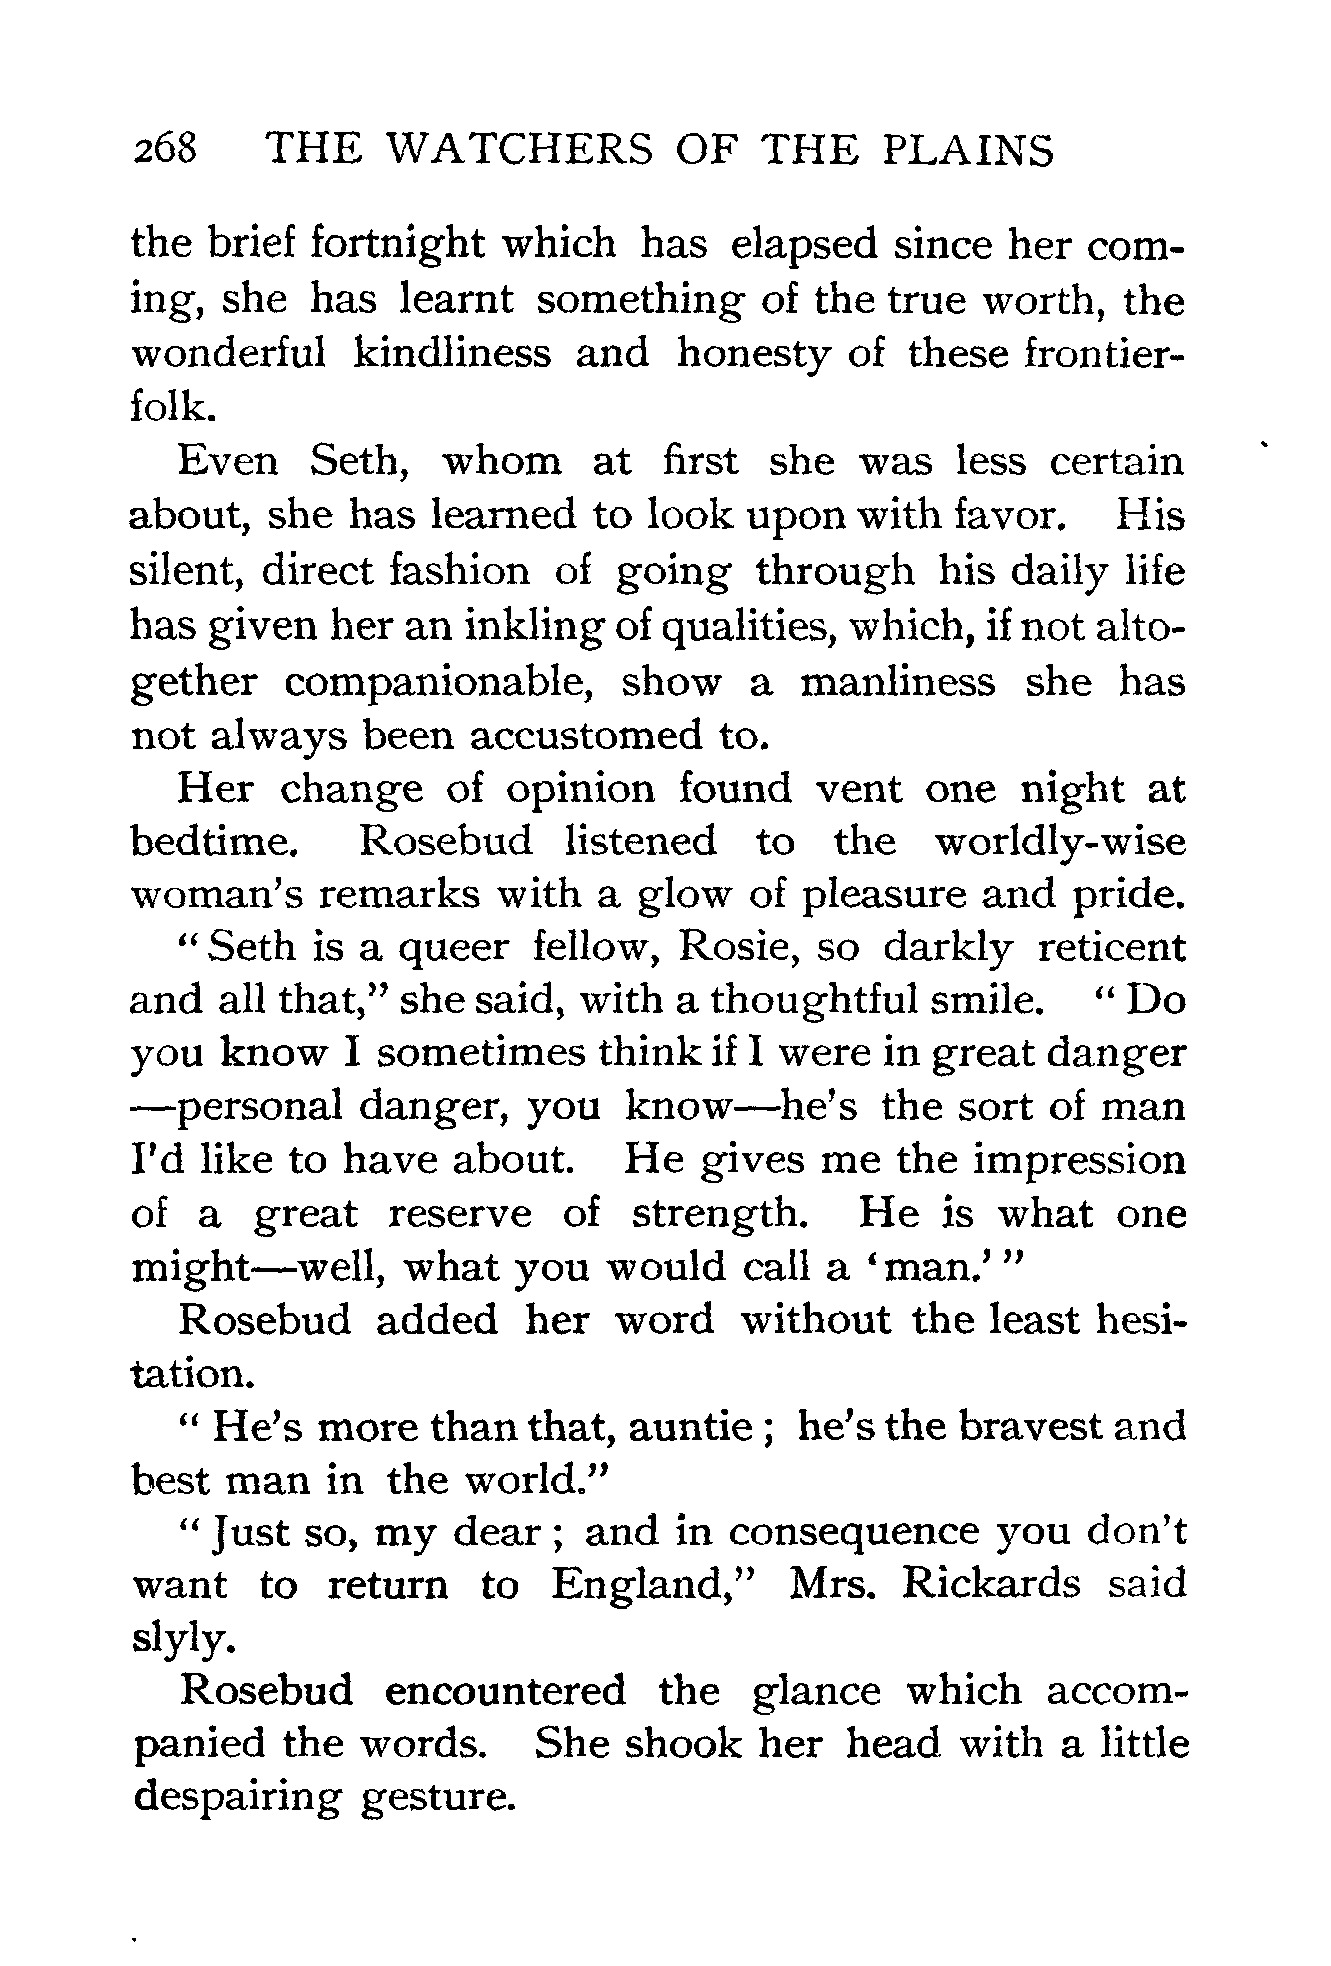 268 THE WATCHERS OF THE PLAINS
the brief fortnight which has elapsed since her com-
ing, she has learnt something of the true worth, the
wonderful kindliness and honesty of these frontier-
folk.
Even Seth, whom at first she was less certain
about, she has learned to look upon with favor. His
silent, direct fashion of going through his daily life
has given her an inkling of qualities, which, if not alto-
gether companionable, show a manliness she has
not always been accustomed to.
Her change of opinion found vent one night at
bedtime. Rosebud listened to the worldly-wise
woman's remarks with a glow of pleasure and pride.
“ Seth is a queer fellow, Rosie, so darkly reticent
and all that,” she said, with a thoughtful smile. “ Do
you know I sometimes think if I were in great danger
—personal danger, you know—he's the sort of man
I'd like to have about. He gives me the impression
of a great reserve of strength. He is what one
might—well, what you would call a ‘man.’ ”
Rosebud added her word without the least hesi-
tation.
“ He's more than that, auntie ; he's the bravest and
best man in the world.”
“ Just so, my dear ; and in consequence you don't
want to return to England,” Mrs. Rickards said
slyly.
Rosebud encountered the glance which accom-
panied the words. She shook her head with a little
despairing gesture.